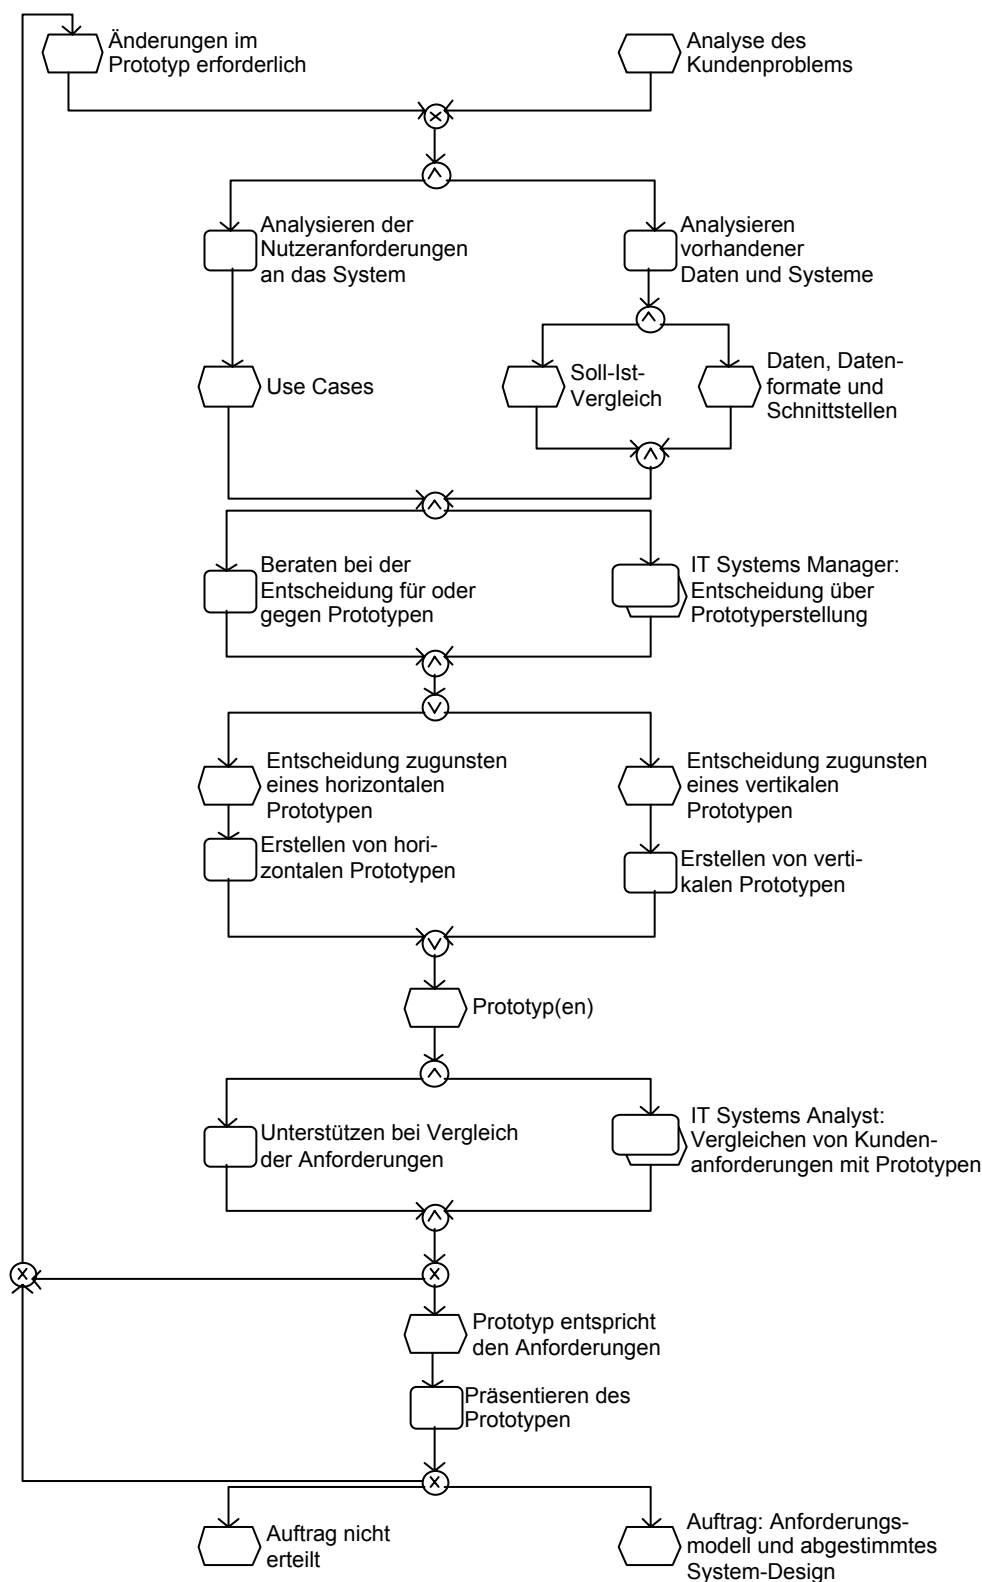 Änderungen im
Prototyp erforderlich
Analyse des
Kundenproblems
Analysieren der
Nutzeranforderungen
an das System
Analysieren
vorhandener
Daten und Systeme
Use Cases
Soll-Ist-
Vergleich
Daten, Daten-
formate und
Schnittstellen
Beraten bei der
Entscheidung für oder
gegen Prototypen
IT Systems Manager:
Entscheidung über
Prototyperstellung
Entscheidung zugunsten
eines horizontalen
Prototypen
Entscheidung zugunsten
eines vertikalen
Prototypen
Erstellen von hori-
zontalen Prototypen
Erstellen von verti-
kalen Prototypen
Prototyp(en)
Unterstützen bei Vergleich
der Anforderungen
IT Systems Analyst:
Vergleichen von Kunden-
anforderungen mit Prototypen
Prototyp entspricht
den Anforderungen
Präsentieren des
Prototypen
Auftrag nicht
erteilt
Auftrag: Anforderungs-
modell und abgestimmtes
System-Design